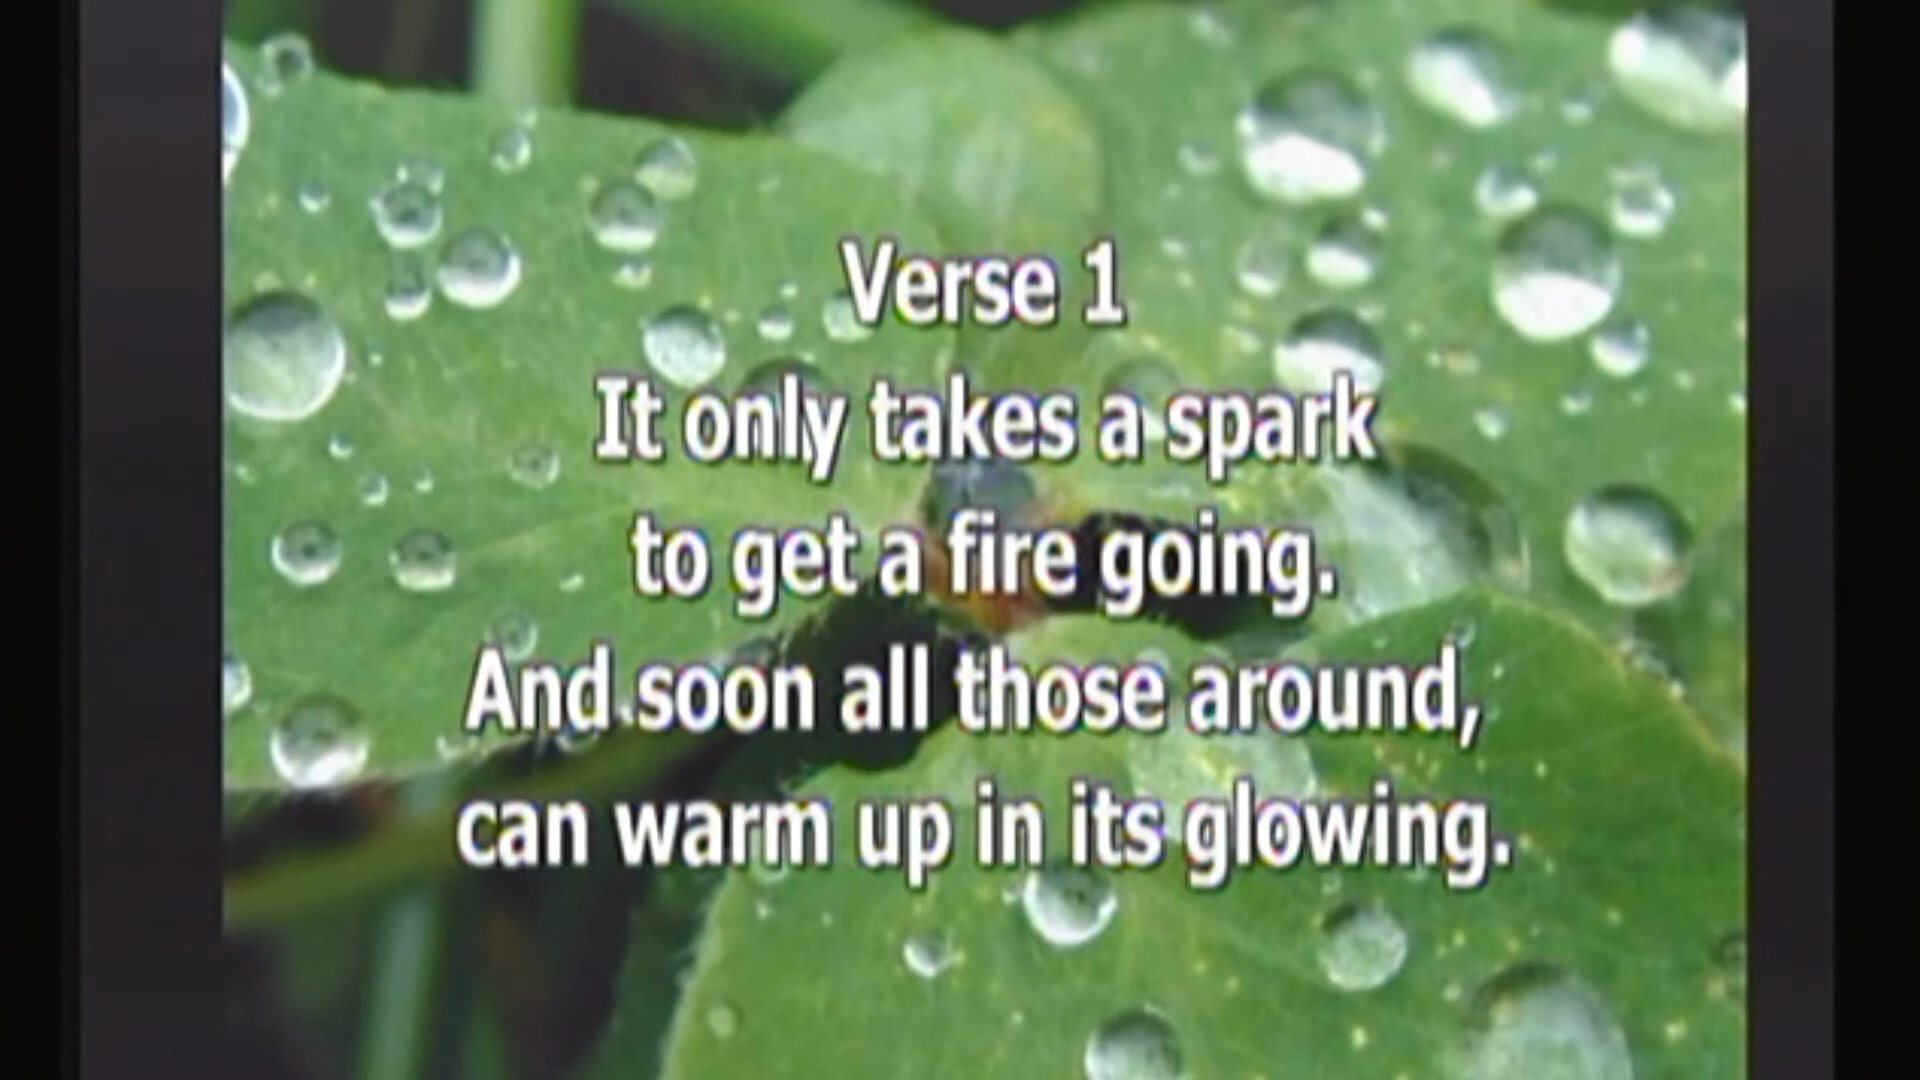 Verse 1
It only takes a spark
to get a fire going.
And soon all those around,
can warm up in its glowing.